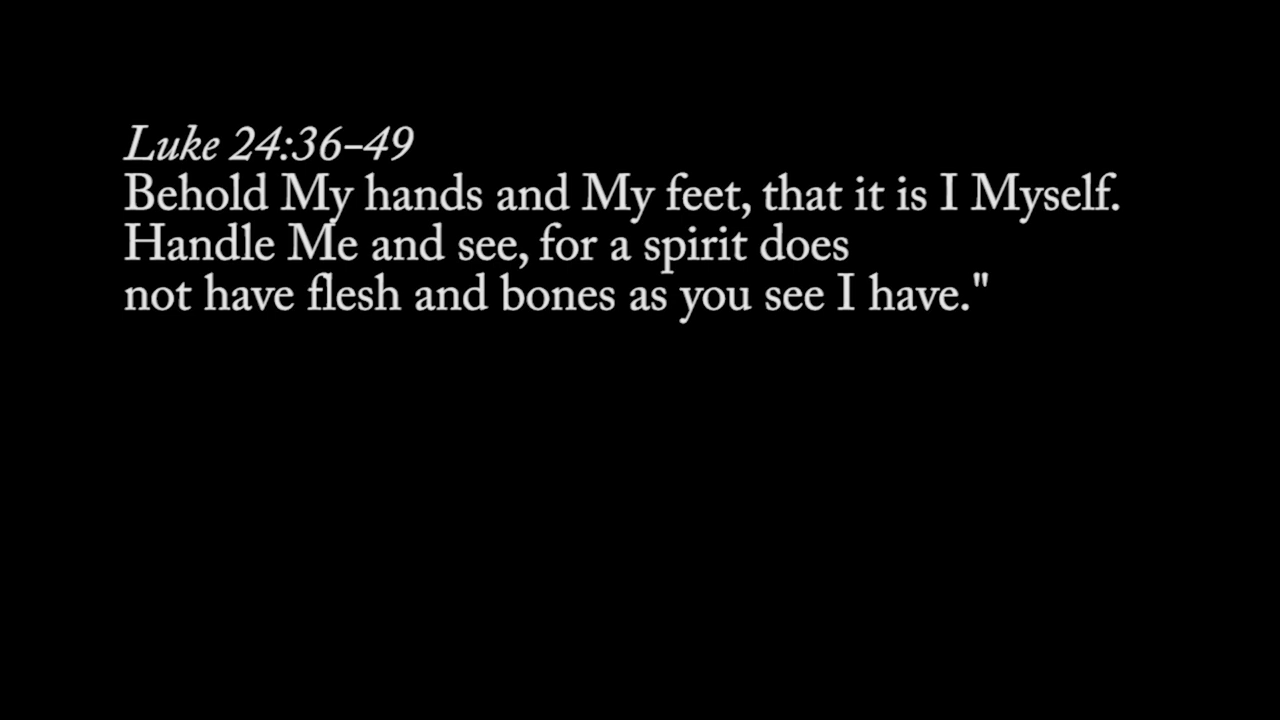 Luke 24:36–49
Behold My hands and My feet, that it is I Myself.
Handle Me and see, for a spirit does
not have flesh and bones as you see I have."